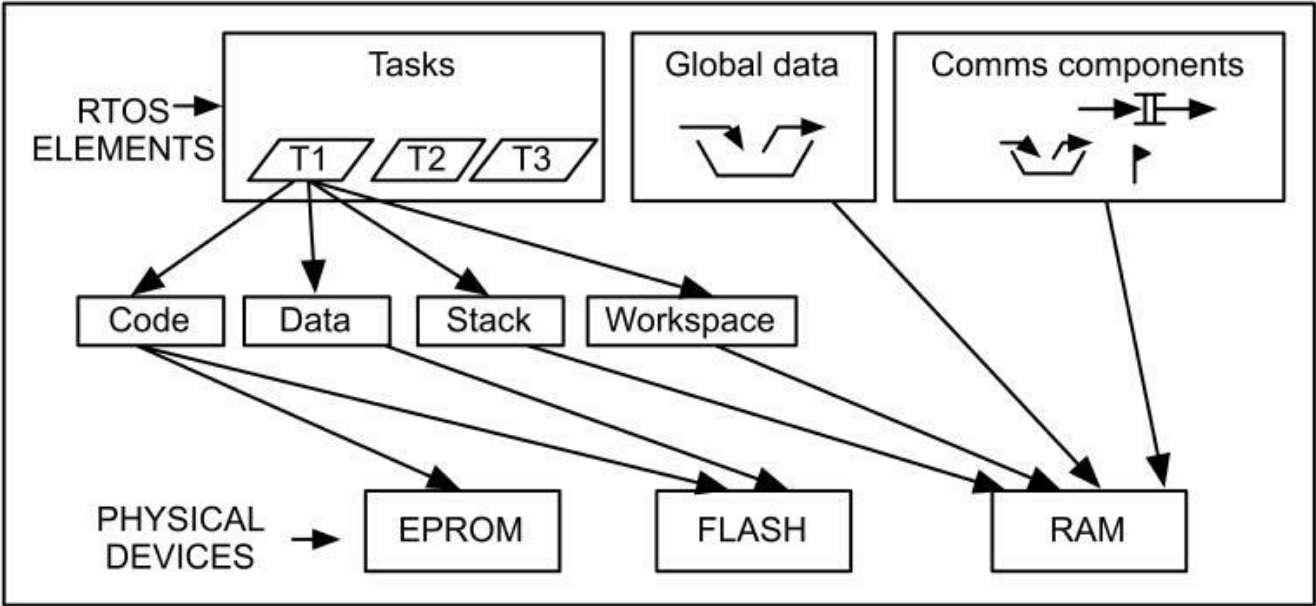 Tasks
Global data
Comms components
RTOS
ELEMENTS
T1
T2
T3
Code
Data
Stack
Workspace
PHYSICAL
DEVICES
EPROM
FLASH
RAM